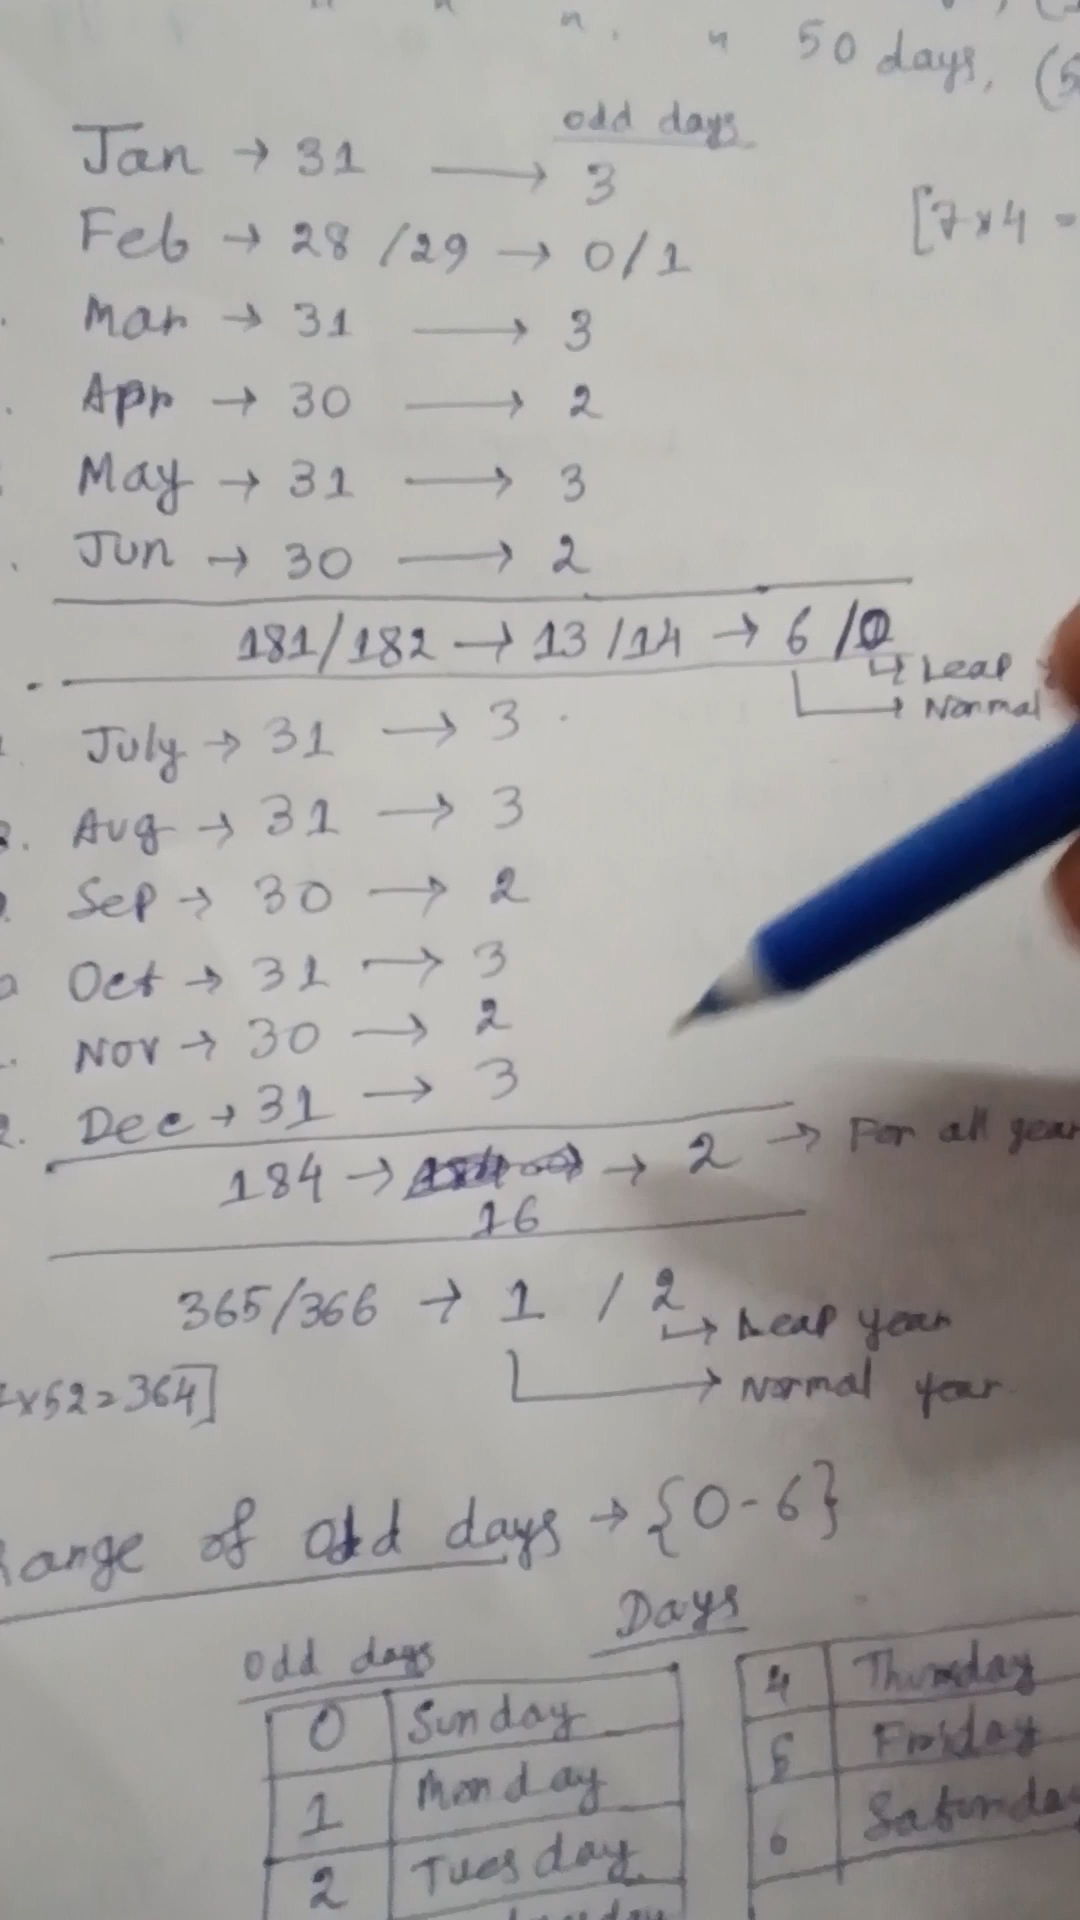 " " " . " 50 days, (5
odd days
Jan → 31 → 3
Feb → 28 /29 → 0/1
[7×4 =
Mar → 31 → 3
Apr → 30 → 2
May → 31 → 3
Jun → 30 → 2
181/182 → 13/14 → 6/0
→ Leap
→ Normal
July → 31 → 3
Aug → 31 → 3
Sep → 30 → 2
Oct → 31 → 3
Nov → 30 → 2
2. Dec → 31 → 3
184 → → 2 → For all year
16
365/366 → 1 / 2
→ Leap year
→ Normal year
×52=364]
ange of odd days → {0-6}
Days
odd days
0 Sunday
1 Monday
2 Tuesday
4 Thursday
5 Friday
6 Saturday